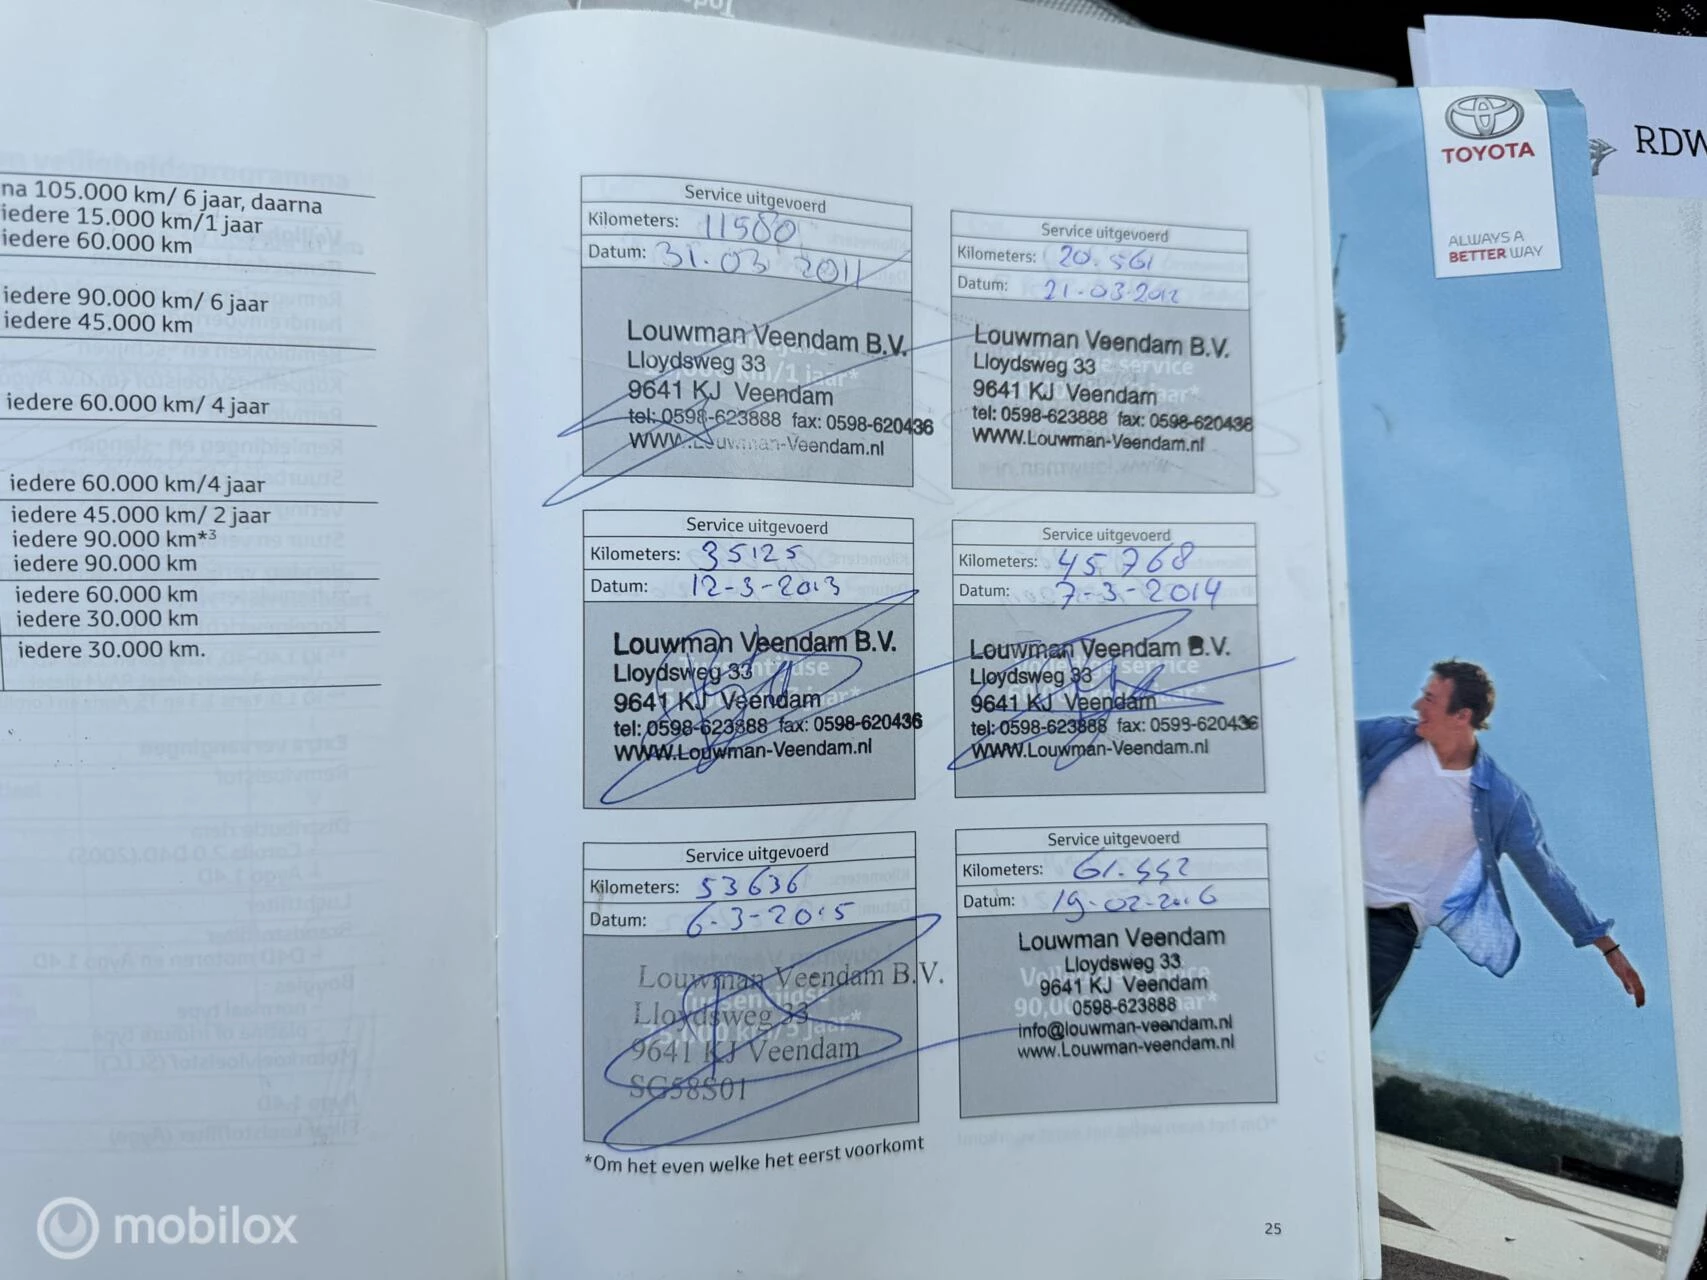 na 105.000 km/ 6 jaar, daarna
iedere 15.000 km/1 jaar
iedere 60.000 km
iedere 90.000 km/ 6 jaar
iedere 45.000 km
iedere 60.000 km/ 4 jaar
iedere 60.000 km/4 jaar
iedere 45.000 km/ 2 jaar
iedere 90.000 km*3
iedere 90.000 km
iedere 60.000 km
iedere 30.000 km
iedere 30.000 km.
Service uitgevoerd
Kilometers: 11500
Datum: 31.03 2011
Louwman Veendam B.V.
Lloydsweg 33
9641 KJ Veendam
tel: 0598-623888 fax: 0598-620436
WWW.Louwman-Veendam.nl
Service uitgevoerd
Kilometers: 20.561
Datum: 21-03-2012
Louwman Veendam B.V.
Lloydsweg 33
9641 KJ Veendam
tel: 0598-623888 fax: 0598-620436
WWW.Louwman-Veendam.nl
Service uitgevoerd
Kilometers: 35125
Datum: 12-3-2013
Louwman Veendam B.V.
Lloydsweg 33
9641 KJ Veendam
tel: 0598-623888 fax: 0598-620436
WWW.Louwman-Veendam.nl
Service uitgevoerd
Kilometers: 45768
Datum: 7-3-2014
Louwman Veendam B.V.
Lloydsweg 33
9641 KJ Veendam
tel: 0598-623888 fax: 0598-620436
WWW.Louwman-Veendam.nl
Service uitgevoerd
Kilometers: 53636
Datum: 6-3-2015
Louwman Veendam B.V.
Lloydsweg 33
9641 KJ Veendam
SG58S01
Service uitgevoerd
Kilometers: 61.552
Datum: 19-02-2016
Louwman Veendam
Lloydsweg 33
9641 KJ Veendam
0598-623888
info@louwman-veendam.nl
www.Louwman-veendam.nl
*Om het even welke het eerst voorkomt
25
TOYOTA
ALWAYS A
BETTER WAY
RDW
mobilox